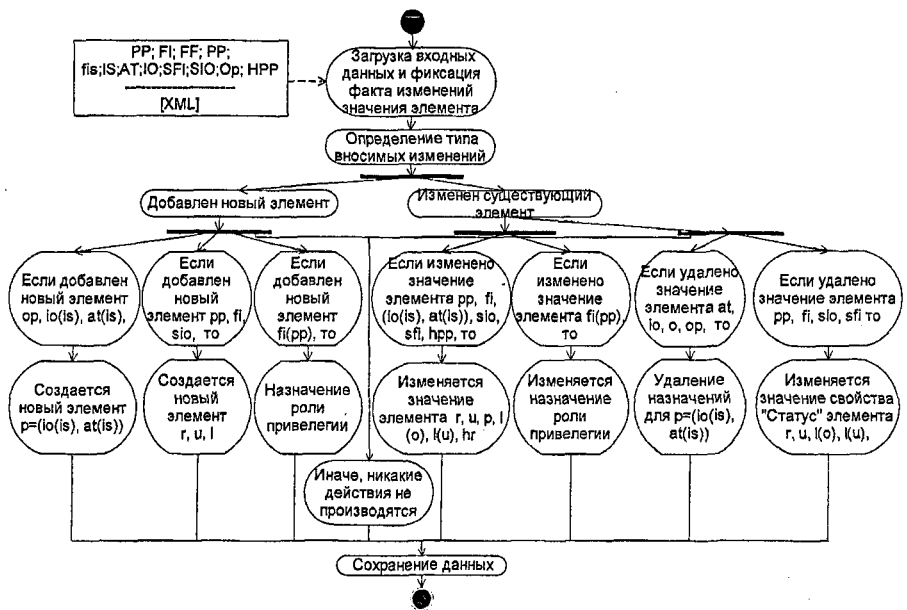 PP; FI; FF; PP;
fis;IS;AT;IO;SFI;SIO;Op; HPP
[XML]
Загрузка входных
данных и фиксация
факта изменений
значения элемента
Определение типа
вносимых изменений
Добавлен новый элемент
Изменен существующий
элемент
Если добавлен
новый элемент
op, io(is), at(is),
Если
добавлен
новый
элемент pp, fi,
sio, то
Если
добавлен
новый
элемент
fi(pp), то
Если изменено
значение
элемента pp, fi,
(io(is), at(is)), sio,
sfi, hpp, то
Если
изменено
значение
элемента fi(pp),
то
Если удалено
значение
элемента at,
io, o, op, то
Если удалено
значение элемента
pp, fi, sio, sfi то
Создается
новый элемент
p=(io(is), at(is))
Создается
новый
элемент
r, u, l
Назначение
роли
привелегии
Изменяется
значение
элемента r, u, p, l
(o), l(u), hr
Изменяется
назначение
роли
привелегии
Удаление
назначений
для p=(io(is),
at(is))
Изменяется
значение свойства
"Статус" элемента
r, u, l(o), l(u),
Иначе, никакие
действия не
производятся
Сохранение данных